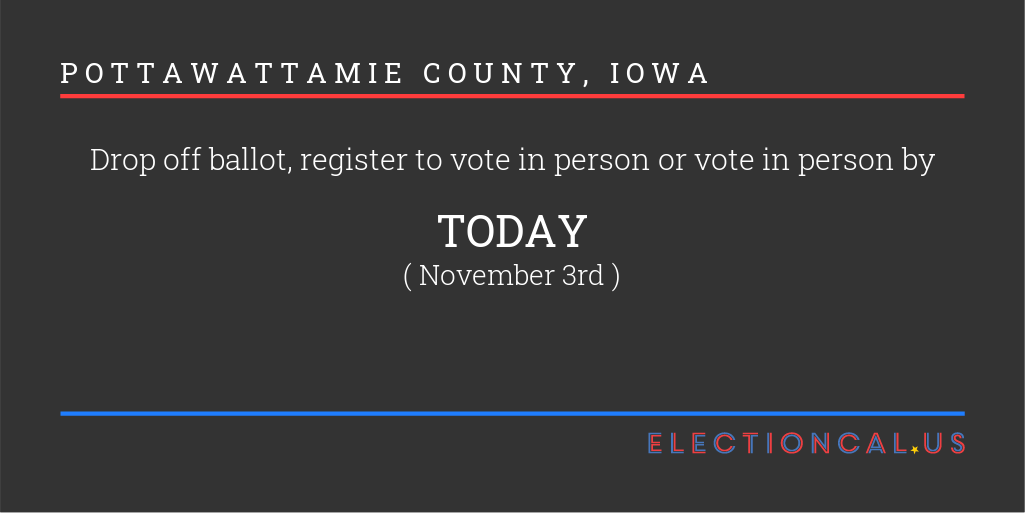 POTTAWATTAMIE COUNTY, IOWA
Drop off ballot, register to vote in person or vote in person by
TODAY
( November 3rd )
ELECTIONCAL.US